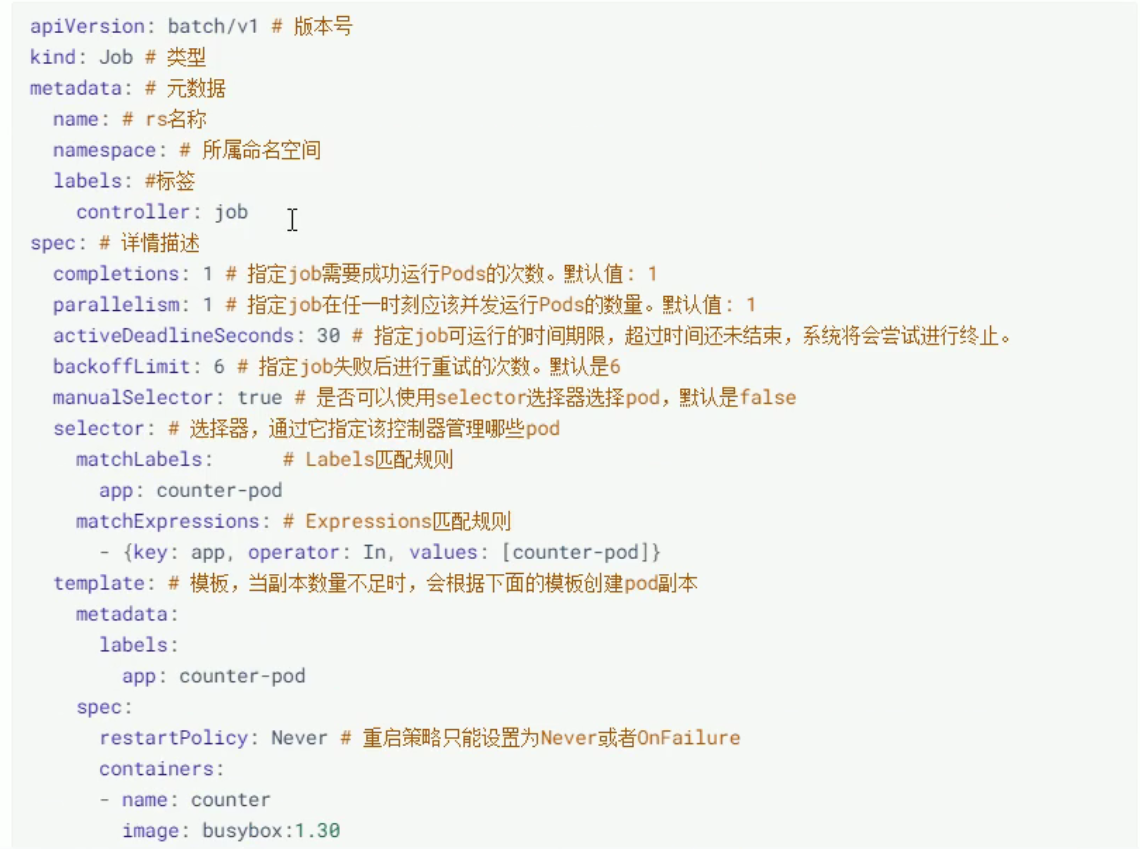 apiVersion: batch/v1 # 版本号
kind: Job # 类型
metadata: # 元数据
  name: # rs名称
  namespace: # 所属命名空间
  labels: #标签
    controller: job
spec: # 详情描述
  completions: 1 # 指定job需要成功运行Pods的次数。默认值: 1
  parallelism: 1 # 指定job在任一时刻应该并发运行Pods的数量。默认值: 1
  activeDeadlineSeconds: 30 # 指定job可运行的时间期限，超过时间还未结束，系统将会尝试进行终止。
  backoffLimit: 6 # 指定job失败后进行重试的次数。默认是6
  manualSelector: true # 是否可以使用selector选择器选择pod，默认是false
  selector: # 选择器，通过它指定该控制器管理哪些pod
    matchLabels:      # Labels匹配规则
      app: counter-pod
    matchExpressions: # Expressions匹配规则
      - {key: app, operator: In, values: [counter-pod]}
  template: # 模板，当副本数量不足时，会根据下面的模板创建pod副本
    metadata:
      labels:
        app: counter-pod
    spec:
      restartPolicy: Never # 重启策略只能设置为Never或者OnFailure
      containers:
      - name: counter
        image: busybox:1.30